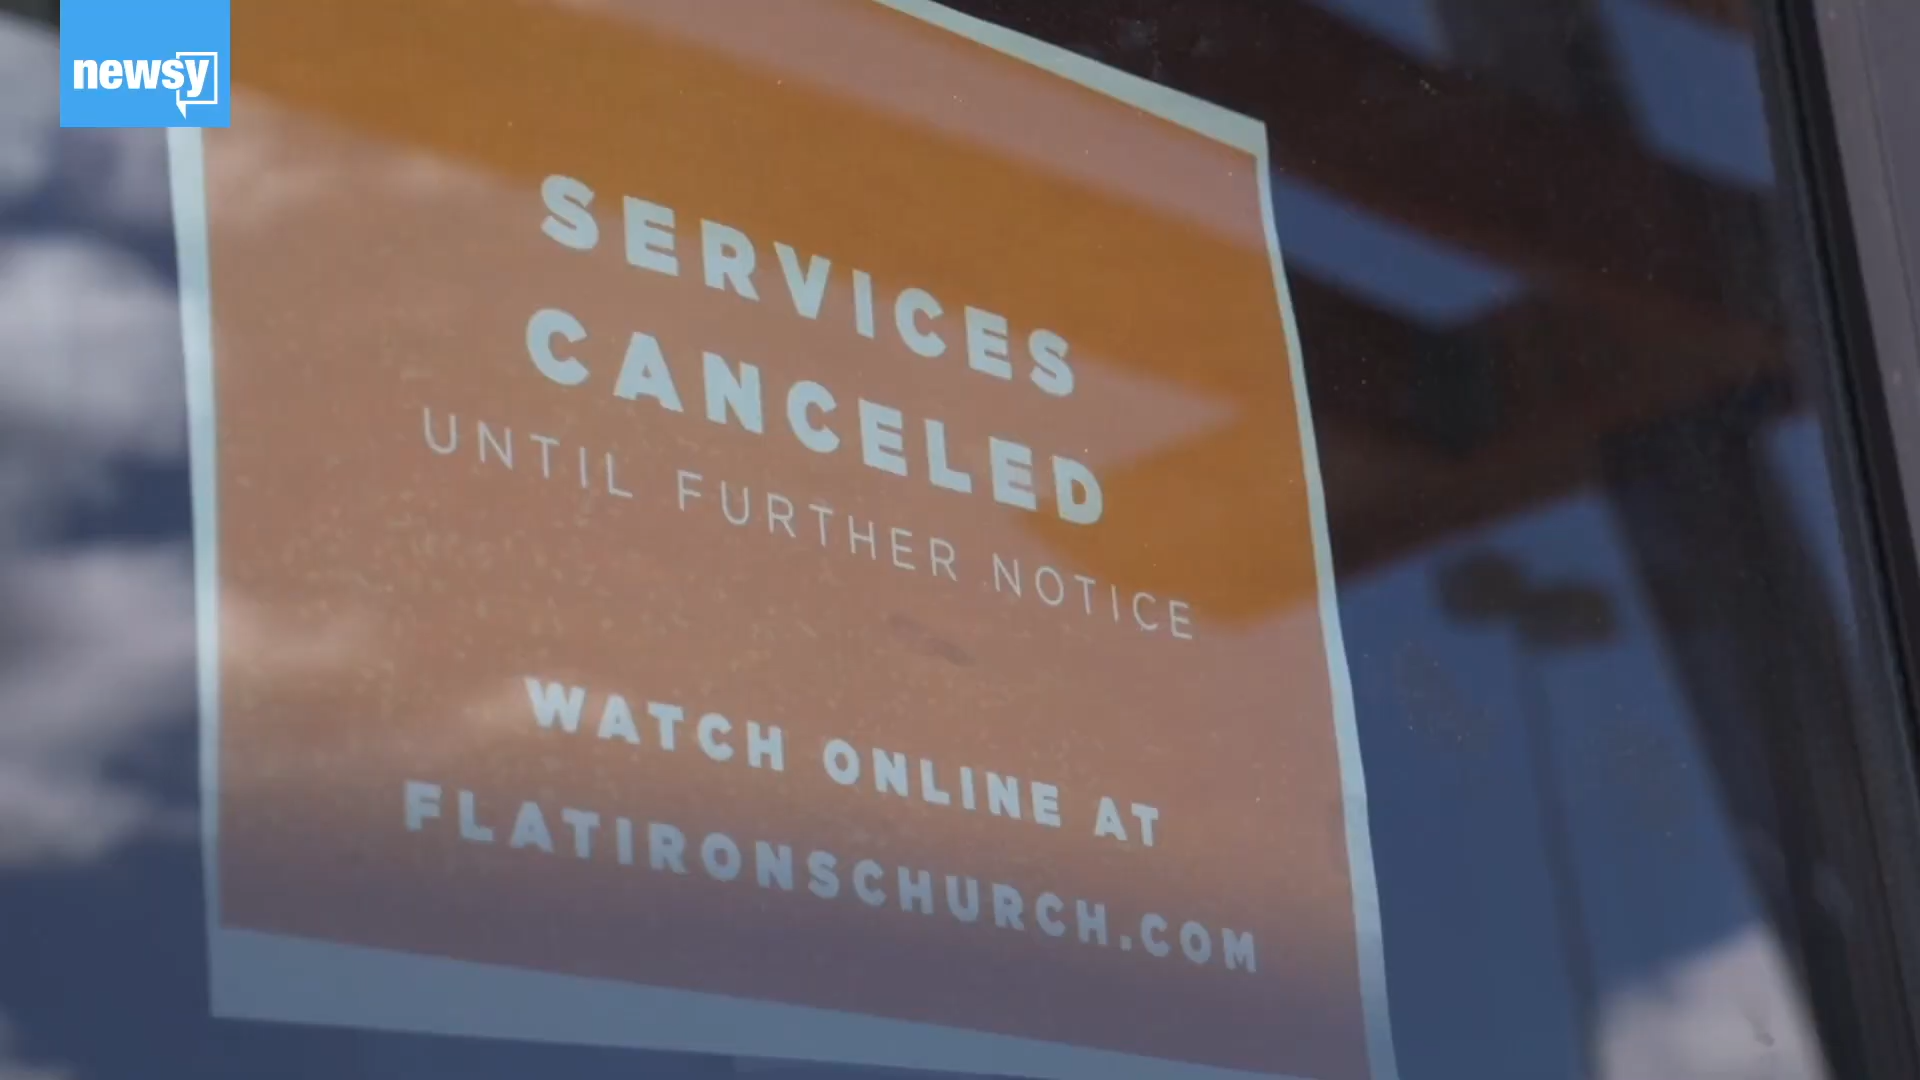 newsy
SERVICES
CANCELED
UNTIL FURTHER NOTICE
WATCH ONLINE AT
FLATIRONSCHURCH.COM